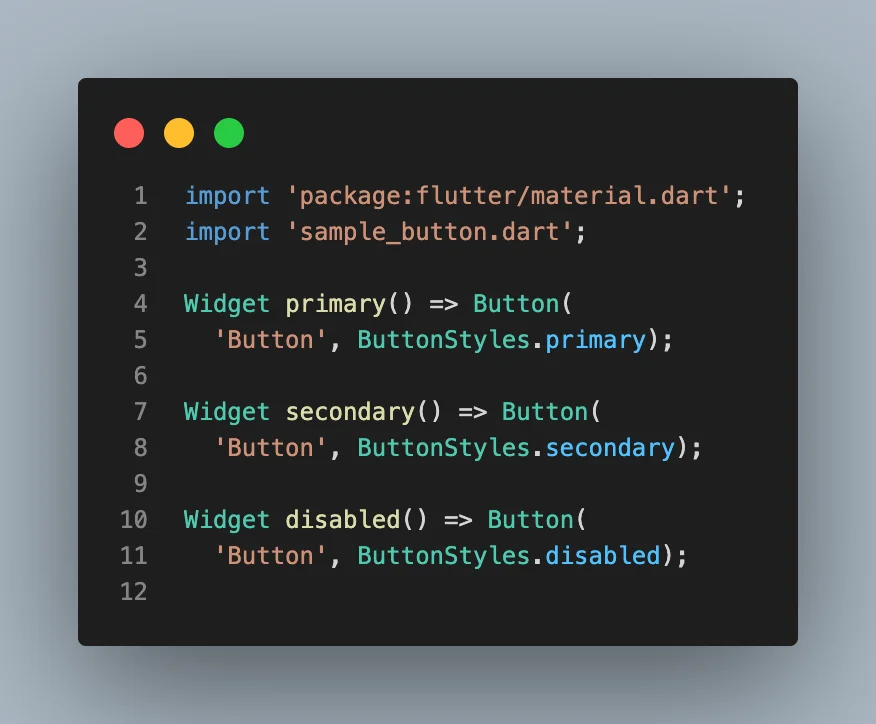 1 import 'package:flutter/material.dart';
2 import 'sample_button.dart';
3
4 Widget primary() => Button(
5   'Button', ButtonStyles.primary);
6
7 Widget secondary() => Button(
8   'Button', ButtonStyles.secondary);
9
10 Widget disabled() => Button(
11   'Button', ButtonStyles.disabled);
12